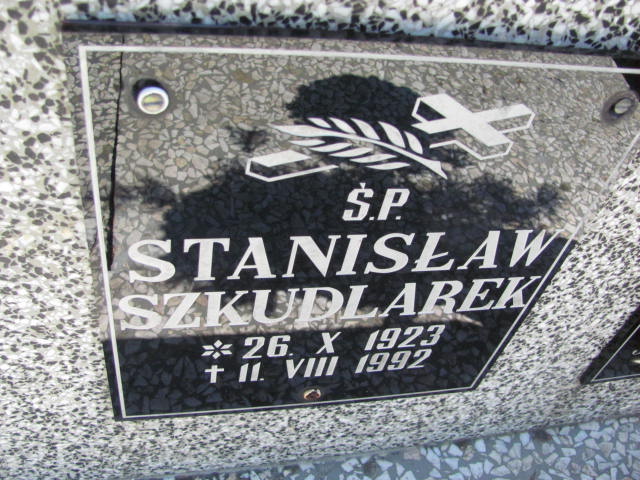 Ś.P.
STANISŁAW
SZKUDLAREK
✲ 26. X 1923
✝ 11. VIII 1992